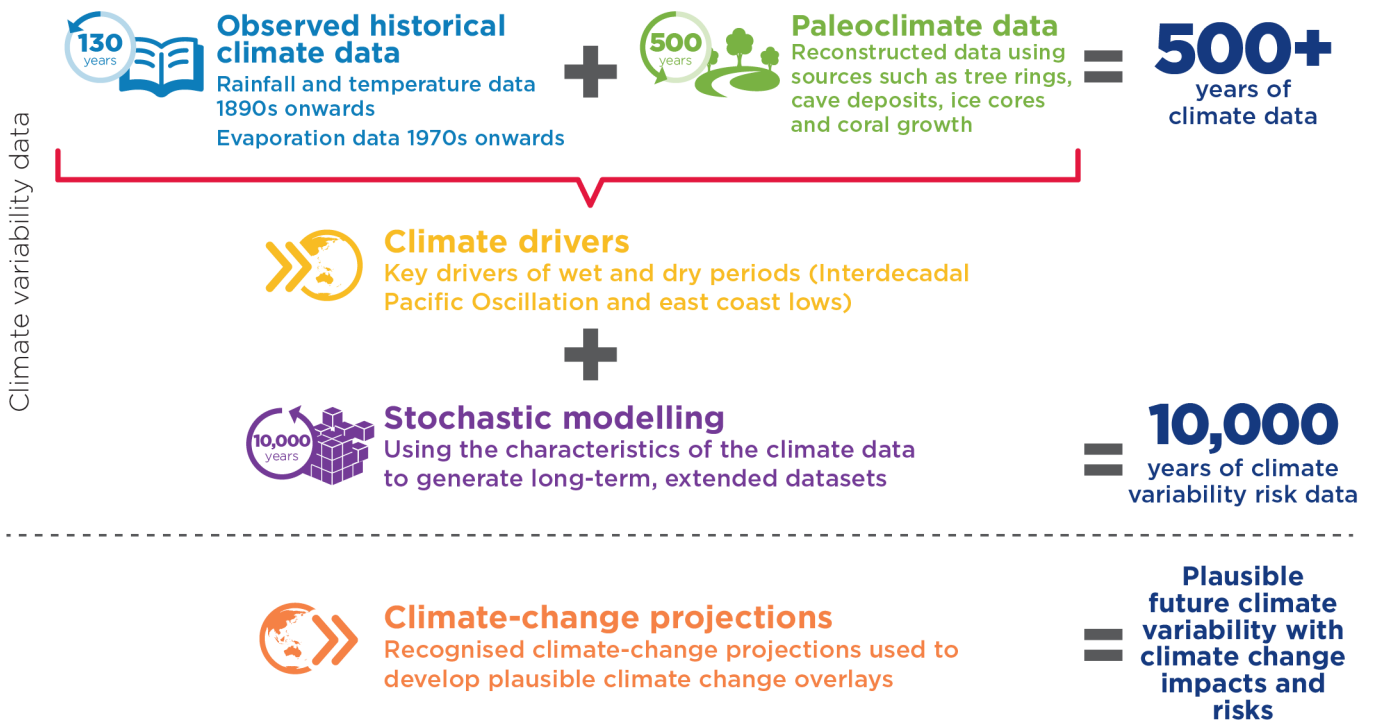 Climate variability data
130
years
Observed historical
climate data
Rainfall and temperature data
1890s onwards
Evaporation data 1970s onwards
+
500
years
Paleoclimate data
Reconstructed data using
sources such as tree rings,
cave deposits, ice cores
and coral growth
=
500+
years of
climate data
Climate drivers
Key drivers of wet and dry periods (Interdecadal
Pacific Oscillation and east coast lows)
+
10,000
years
Stochastic modelling
Using the characteristics of the climate data
to generate long-term, extended datasets
=
10,000
years of climate
variability risk data
Climate-change projections
Recognised climate-change projections used to
develop plausible climate change overlays
=
Plausible
future climate
variability with
climate change
impacts and
risks